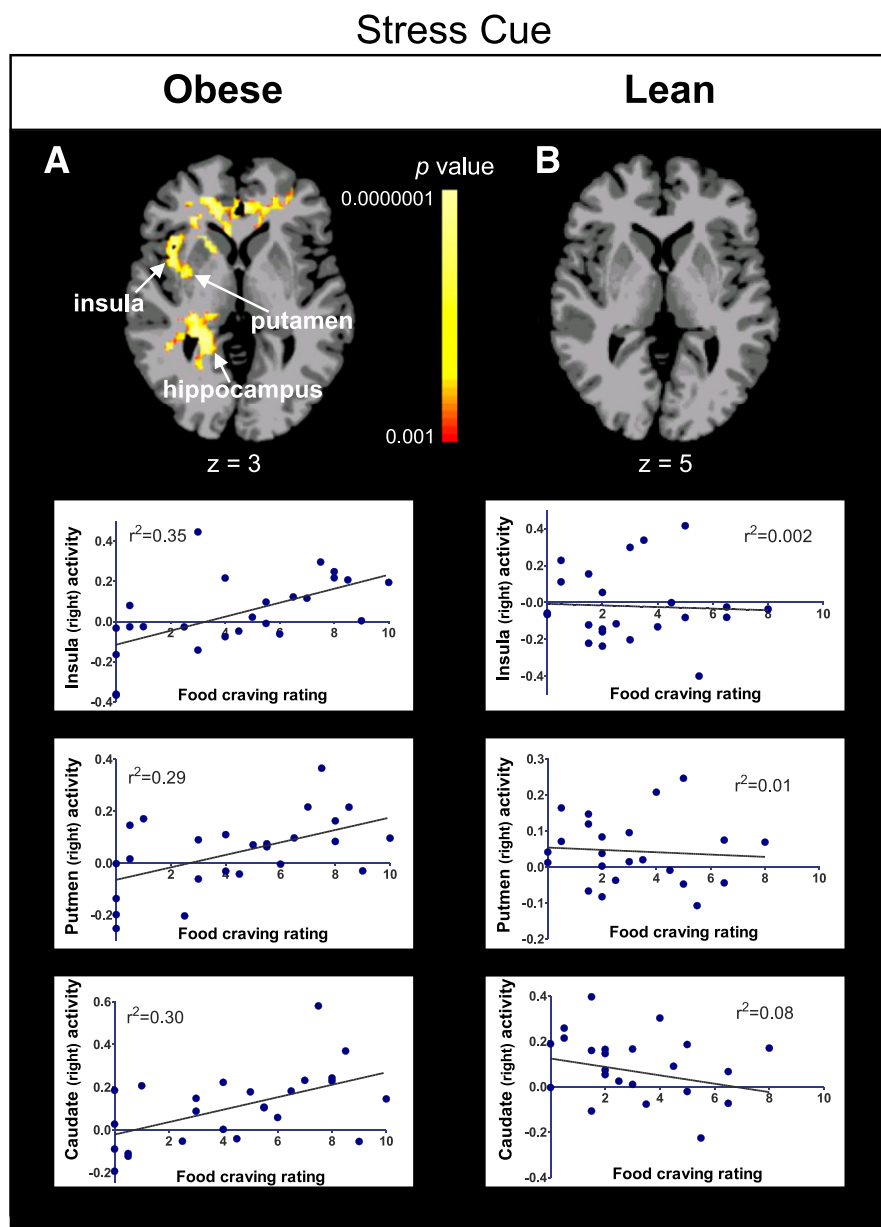 Stress Cue
Obese
Lean
A
p value
B
0.0000001
insula
putamen
hippocampus
0.001
z = 3
z = 5
r²=0.35
Insula (right) activity
0.4
0.2
0.0
-0.2
-0.4
2 4 6 8 10
Food craving rating
r²=0.002
Insula (right) activity
0.4
0.2
-0.0
-0.2
-0.4
2 4 6 8 10
Food craving rating
r²=0.29
Putmen (right) activity
0.4
0.2
0.0
-0.2
2 4 6 8 10
Food craving rating
r²=0.01
Putmen (right) activity
0.3
0.2
0.1
0.0
-0.1
-0.2
2 4 6 8 10
Food craving rating
r²=0.30
Caudate (right) activity
0.6
0.4
0.2
0.0
-0.2
2 4 6 8 10
Food craving rating
r²=0.08
Caudate (right) activity
0.4
0.2
0.0
-0.2
-0.4
2 4 6 8 10
Food craving rating